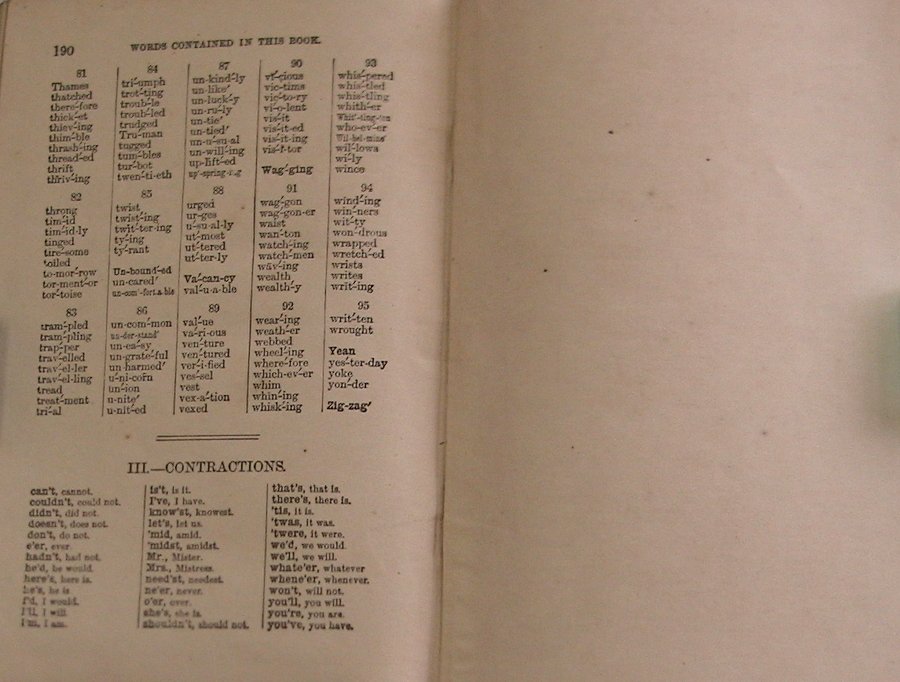 190
WORDS CONTAINED IN THIS BOOK.
81
Thames
thatched
there´-fore
thick´-et
thiev´-ing
thim´-ble
thrash´-ing
thread´-ed
thrift
thriv´-ing
82
throng
tim´-id
tim´-id-ly
tinged
tire´-some
toiled
to-mor´-row
tor-ment´-or
tor´-toise
83
tram´-pled
tram´-pling
trap´-per
trav´-elled
trav´-el-ler
trav´-el-ling
tread
treat´-ment
tri´-al
84
tri´-umph
trot´-ting
troub´-le
troub´-led
trudged
Tru´-man
tugged
tum´-bles
tur´-bot
twen´-ti-eth
85
twist
twist´-ing
twit´-ter-ing
ty´-ing
ty´-rant
Un-bound´-ed
un-cared´
un-com´-fort-a-ble
86
un-com´-mon
un-der-stand´
un-ea´-sy
un-grate´-ful
un-harmed´
u´-ni-corn
un´-ion
u-nite´
u-nit´-ed
87
un-kind´-ly
un-like´
un-luck´-y
un-ru´-ly
un-tie´
un-tied´
un-u´-su-al
un-will´-ing
up-lift´-ed
up´-spring-ing
88
urged
ur´-ges
u´-su-al-ly
ut´-most
ut´-tered
ut´-ter-ly
Va´-can-cy
val´-u-a-ble
89
val´-ue
va´-ri-ous
ven´-ture
ven´-tured
ver´-i-fied
ves´-sel
vest
vex-a´-tion
vexed
90
vi´-cious
vic´-tims
vic´-to-ry
vi´-o-lent
vis´-it
vis´-it-ed
vis´-it-ing
vis´-i-tor
Wag´-ging
91
wag´-gon
wag´-gon-er
waist
wan´-ton
watch´-ing
watch´-men
wav´-ing
wealth
wealth´-y
92
wear´-ing
weath´-er
webbed
wheel´-ing
where´-fore
which-ev´-er
whim
whin´-ing
whisk´-ing
93
whis´-pered
whis´-tled
whis´-tling
whith´-er
Whit´-ting-ton
who-ev´-er
wil´-lows
wi´-ly
wince
94
wind´-ing
win´-ners
wit´-ty
won´-drous
wrapped
wretch´-ed
wrists
writes
writ´-ing
95
writ´-ten
wrought
Yean
yes´-ter-day
yoke
yon´-der
Zig-zag´
III.—CONTRACTIONS.
can't, cannot.
couldn't, could not.
didn't, did not.
doesn't, does not.
don't, do not.
e'er, ever.
hadn't, had not.
he'd, he would.
here's, here is.
he's, he is
I'd, I would.
I'll, I will.
I'm, I am.
is't, is it.
I've, I have.
know'st, knowest.
let's, let us.
'mid, amid.
'midst, amidst.
Mr., Mister.
Mrs., Mistress.
need'st, needest.
ne'er, never.
o'er, over.
she's, she is.
shouldn't, should not.
that's, that is.
there's, there is.
'tis, it is.
'twas, it was.
'twere, it were.
we'd, we would.
we'll, we will.
whate'er, whatever
whene'er, whenever.
won't, will not.
you'll, you will.
you're, you are.
you've, you have.